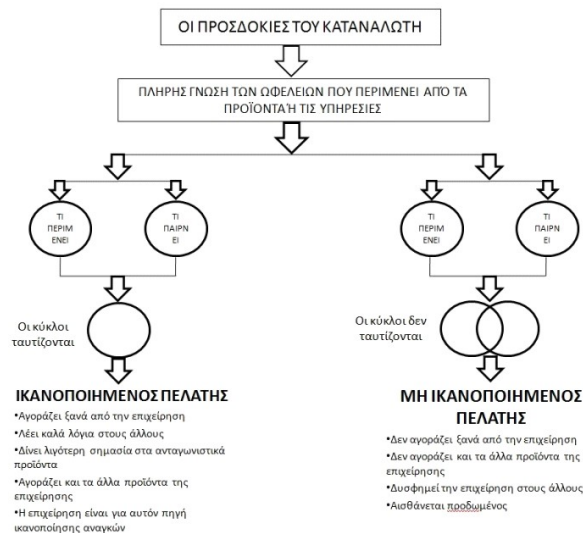 ΟΙ ΠΡΟΣΔΟΚΙΕΣ ΤΟΥ ΚΑΤΑΝΑΛΩΤΗ
ΠΛΗΡΗΣ ΓΝΩΣΗ ΤΩΝ ΩΦΕΛΕΙΩΝ ΠΟΥ ΠΕΡΙΜΕΝΕΙ ΑΠΌ ΤΑ
ΠΡΟΪΟΝΤΑ Ή ΤΙΣ ΥΠΗΡΕΣΙΕΣ
ΤΙ
ΠΕΡΙΜ
ΕΝΕΙ
ΤΙ
ΠΑΙΡΝ
ΕΙ
ΤΙ
ΠΕΡΙΜ
ΕΝΕΙ
ΤΙ
ΠΑΙΡΝ
ΕΙ
Οι κύκλοι
ταυτίζονται
Οι κύκλοι δεν
ταυτίζονται
ΙΚΑΝΟΠΟΙΗΜΕΝΟΣ ΠΕΛΑΤΗΣ
•Αγοράζει ξανά από την επιχείρηση
•Λέει καλά λόγια στους άλλους
•Δίνει λιγότερη σημασία στα ανταγωνιστικά
προϊόντα
•Αγοράζει και τα άλλα προϊόντα της
επιχείρησης
•Η επιχείρηση είναι για αυτόν πηγή
ικανοποίησης αναγκών
ΜΗ ΙΚΑΝΟΠΟΙΗΜΕΝΟΣ
ΠΕΛΑΤΗΣ
•Δεν αγοράζει ξανά από την επιχείρηση
•Δεν αγοράζει και τα άλλα προϊόντα της
επιχείρησης
•Δυσφημεί την επιχείρηση στους άλλους
•Αισθάνεται προδωμένος